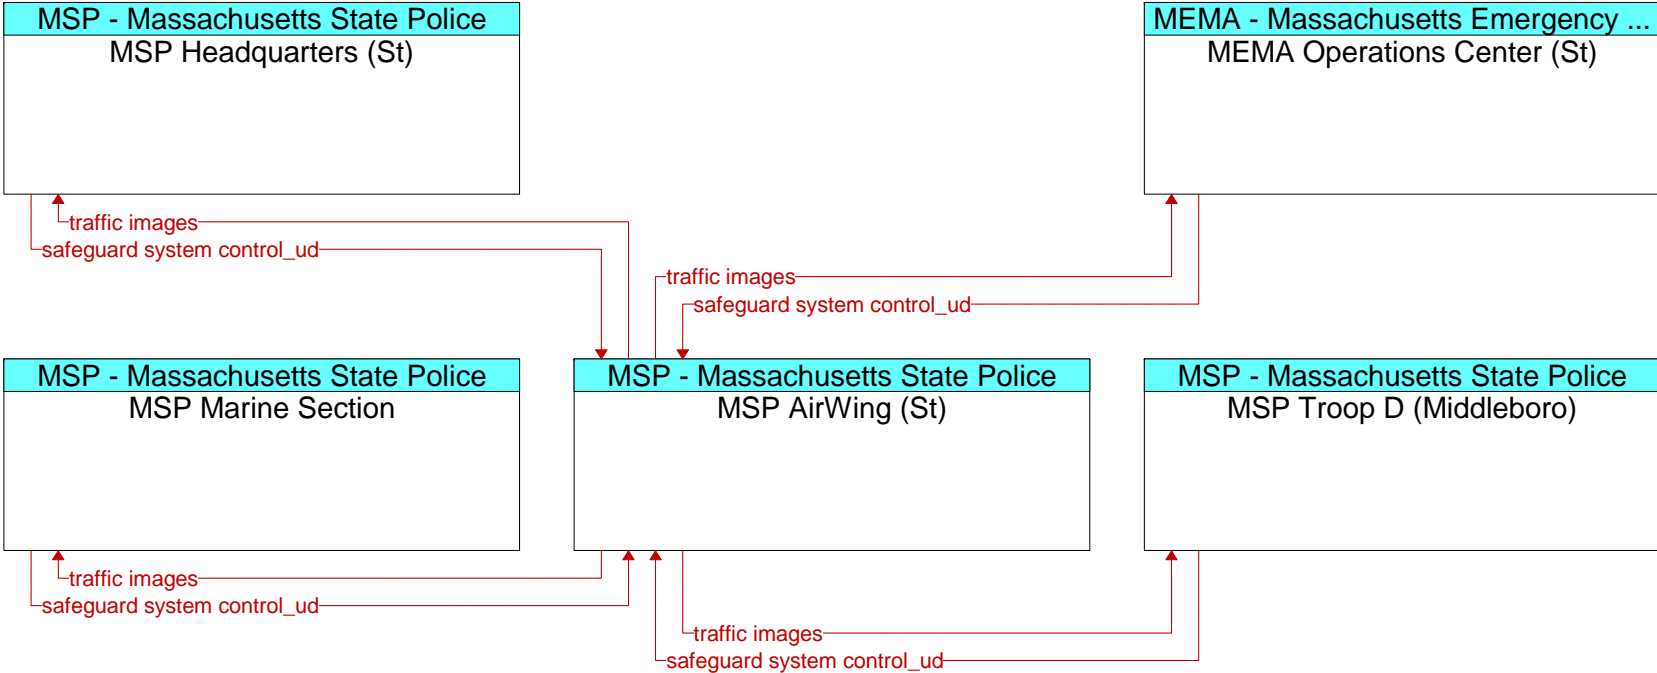 MSP - Massachusetts State Police
MSP Headquarters (St)
MEMA - Massachusetts Emergency ...
MEMA Operations Center (St)
traffic images
safeguard system control_ud
traffic images
safeguard system control_ud
MSP - Massachusetts State Police
MSP Marine Section
MSP - Massachusetts State Police
MSP AirWing (St)
MSP - Massachusetts State Police
MSP Troop D (Middleboro)
traffic images
safeguard system control_ud
traffic images
safeguard system control_ud